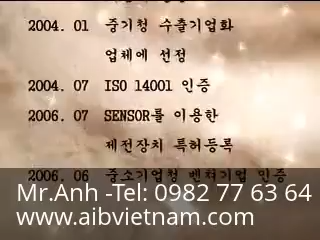 2004. 01 중기청 수출기업화
업체에 선정
2004. 07 ISO 14001 인증
2006. 07 SENSOR를 이용한
제전장치 특허등록
2006. 06 중소기업청 벤처기업 인증
Mr.Anh -Tel: 0982 77 63 64
www.aibvietnam.com